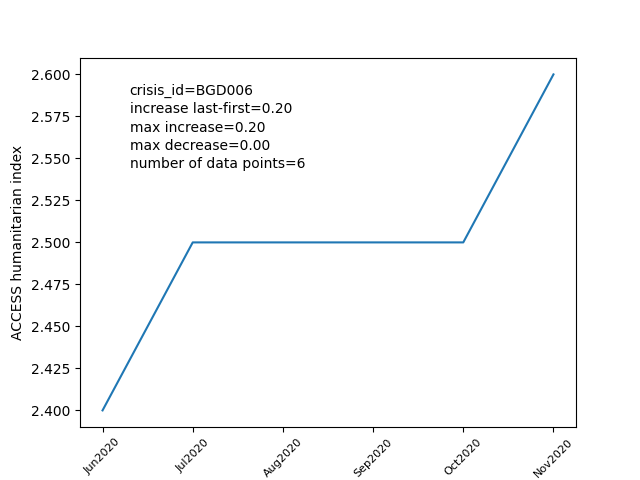 2.600
2.575
2.550
2.525
2.500
2.475
2.450
2.425
2.400
ACCESS humanitarian index
crisis_id=BGD006
increase last-first=0.20
max increase=0.20
max decrease=0.00
number of data points=6
Jun2020
Jul2020
Aug2020
Sep2020
Oct2020
Nov2020